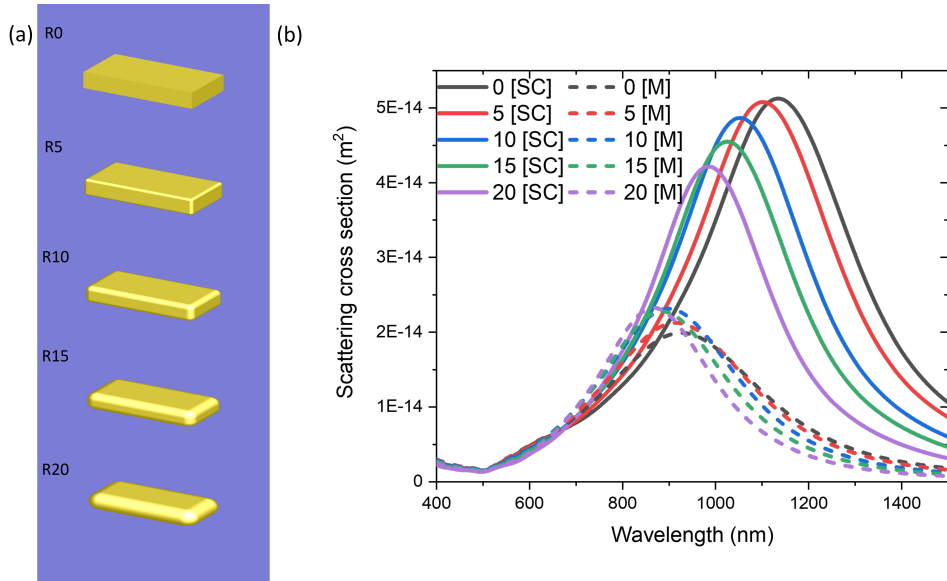 (a)
R0
R5
R10
R15
R20
(b)
0 [SC] 0 [M]
5 [SC] 5 [M]
10 [SC] 10 [M]
15 [SC] 15 [M]
20 [SC] 20 [M]
Scattering cross section (m²)
5E-14
4E-14
3E-14
2E-14
1E-14
0
400 600 800 1000 1200 1400
Wavelength (nm)